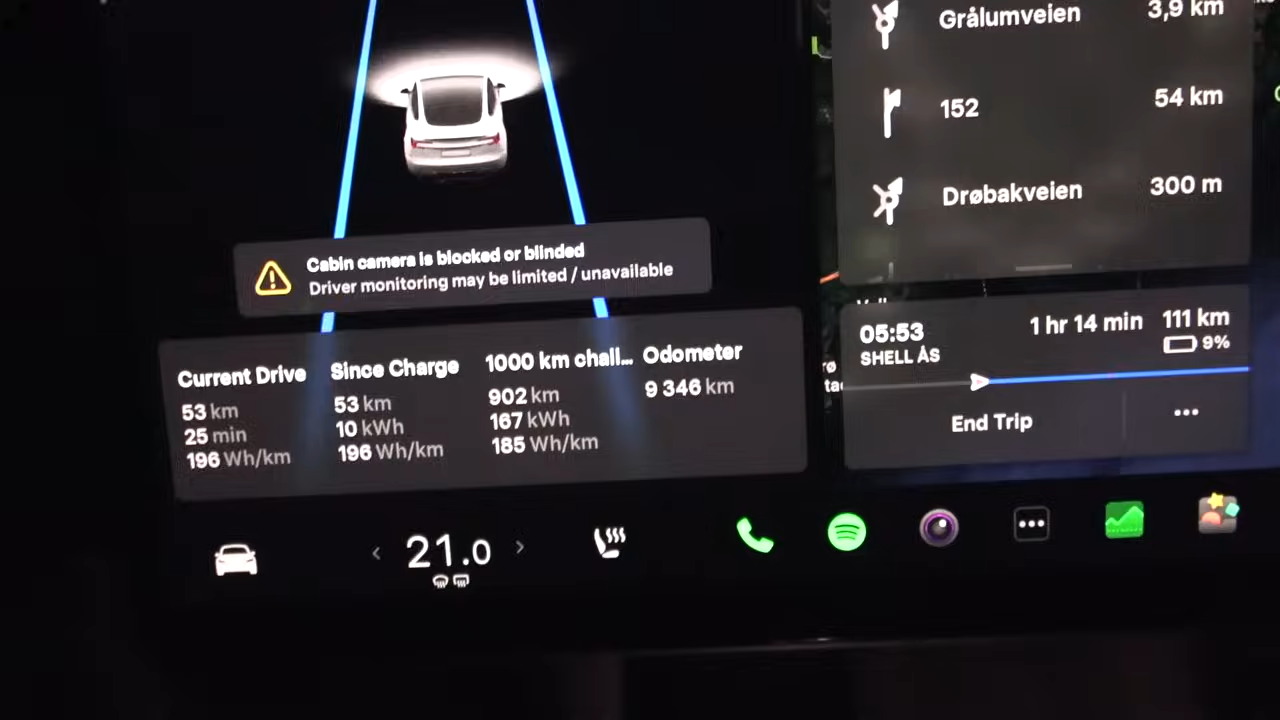 Grålumveien
3,9 km
152
54 km
Drøbakveien
300 m
Cabin camera is blocked or blinded
Driver monitoring may be limited / unavailable
05:53
SHELL ÅS
1 hr 14 min
111 km
9%
End Trip
Current Drive
53 km
25 min
196 Wh/km
Since Charge
53 km
10 kWh
196 Wh/km
1000 km chall...
902 km
167 kWh
185 Wh/km
Odometer
9 346 km
21.0